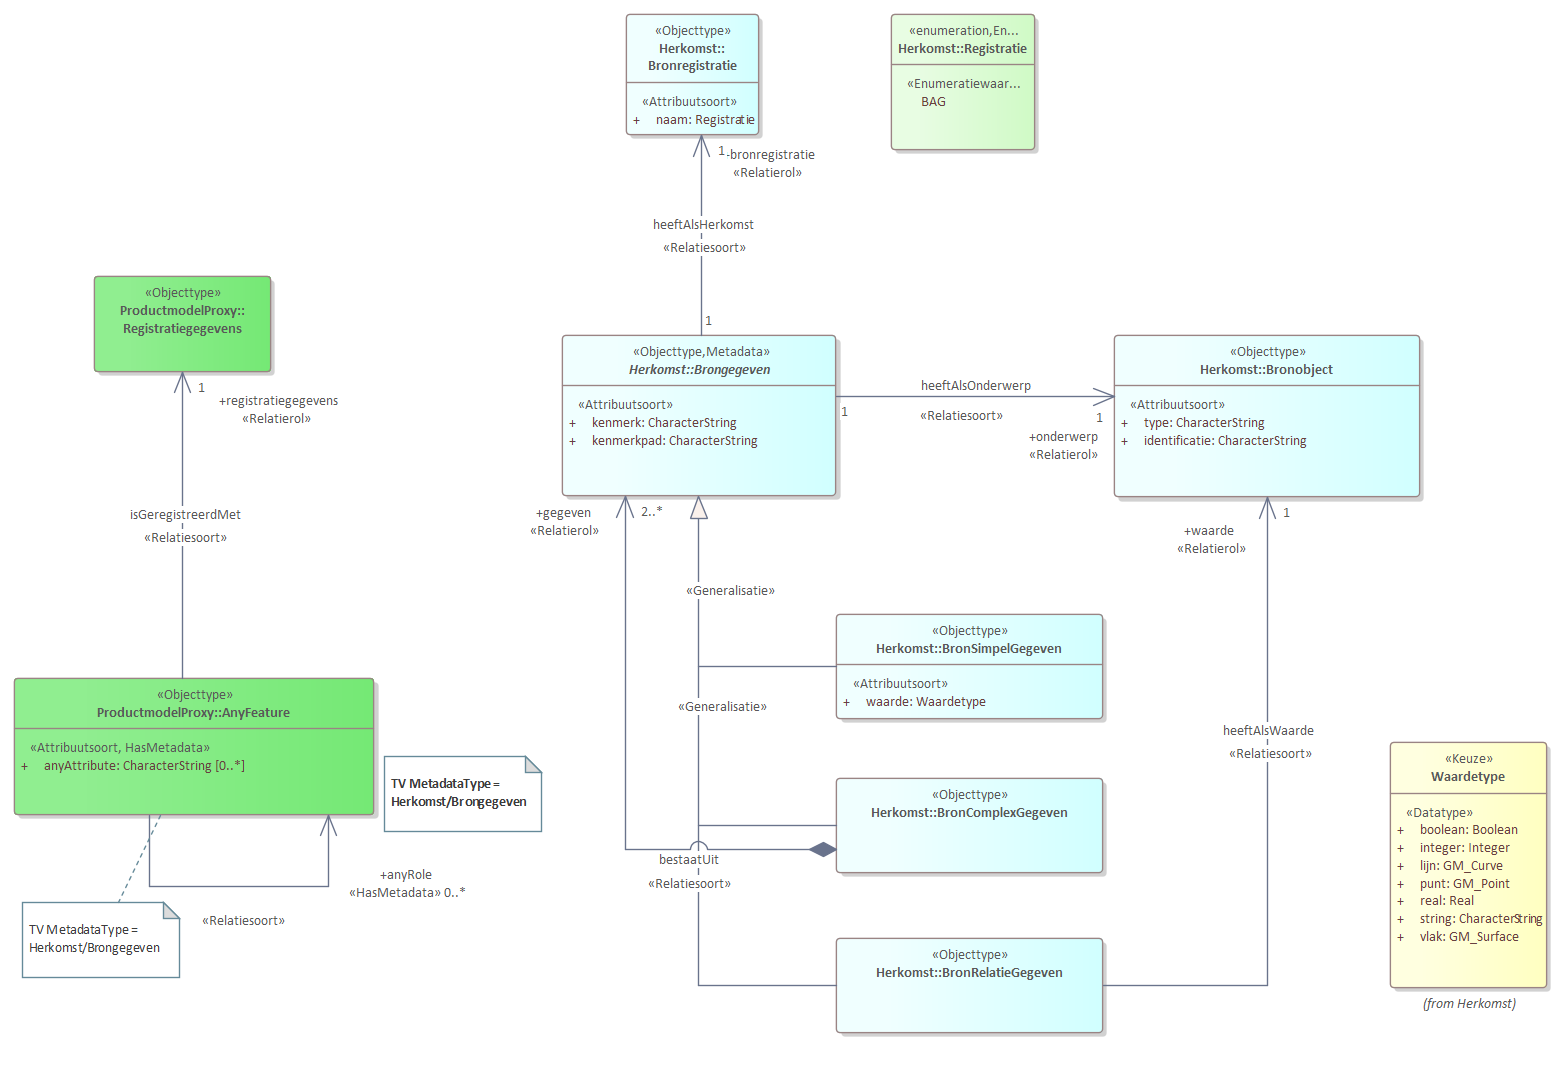 «Objecttype»
Herkomst::
Bronregistratie
«Attribuutsoort»
+ naam: Registratie
«enumeration,En...
Herkomst::Registratie
«Enumeratiewaar...
BAG
1
-bronregistratie
«Relatierol»
heeftAlsHerkomst
«Relatiesoort»
1
«Objecttype»
ProductmodelProxy::
Registratiegegevens
1
+registratiegegevens
«Relatierol»
isGeregistreerdMet
«Relatiesoort»
«Objecttype,Metadata»
Herkomst::Brongegeven
«Attribuutsoort»
+ kenmerk: CharacterString
+ kenmerkpad: CharacterString
heeftAlsOnderwerp
«Relatiesoort»
1
1
+onderwerp
«Relatierol»
«Objecttype»
Herkomst::Bronobject
«Attribuutsoort»
+ type: CharacterString
+ identificatie: CharacterString
+gegeven
«Relatierol»
2..*
1
+waarde
«Relatierol»
«Generalisatie»
«Objecttype»
Herkomst::BronSimpelGegeven
«Attribuutsoort»
+ waarde: Waardetype
«Generalisatie»
«Objecttype»
ProductmodelProxy::AnyFeature
«Attribuutsoort, HasMetadata»
+ anyAttribute: CharacterString [0..*]
TV MetadataType =
Herkomst/Brongegeven
heeftAlsWaarde
«Relatiesoort»
«Objecttype»
Herkomst::BronComplexGegeven
bestaatUit
«Relatiesoort»
+anyRole
«HasMetadata» 0..*
«Relatiesoort»
TV MetadataType =
Herkomst/Brongegeven
«Objecttype»
Herkomst::BronRelatieGegeven
«Keuze»
Waardetype
«Datatype»
+ boolean: Boolean
+ integer: Integer
+ lijn: GM_Curve
+ punt: GM_Point
+ real: Real
+ string: CharacterString
+ vlak: GM_Surface
(from Herkomst)